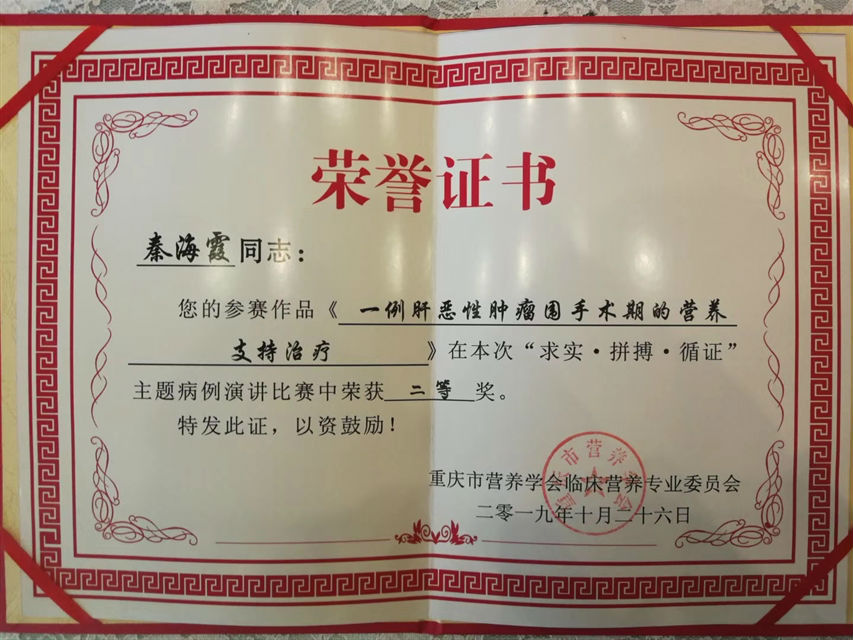 荣誉证书
秦海霞同志：
您的参赛作品《一例肝恶性肿瘤围手术期的营养
支持治疗》在本次“求实·拼搏·循证”
主题病例演讲比赛中荣获二等奖。
特发此证，以资鼓励！
重庆市营养学会临床营养专业委员会
二零一九年十月二十六日